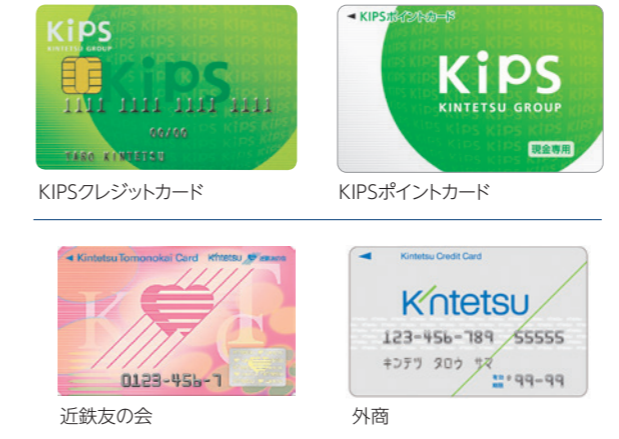 KiPS
KINTETSU GROUP
KiPS
1111 1111 1111 1111
00/00
TARO KINTETSU
KIPSクレジットカード
◄ KIPSポイントカード
KiPS
KINTETSU GROUP
現金専用
KIPSポイントカード
◄ Kintetsu Tomonokai Card Kintetsu
K T C
0123-456-7
近鉄友の会
◄ Kintetsu Credit Card
Kintetsu
123-456-789 55555
キンテツ タロウ サマ
99-99
外商